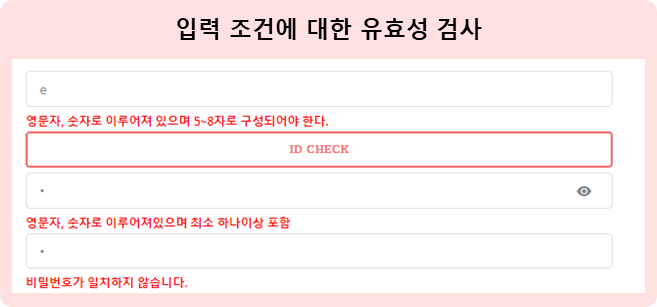 입력 조건에 대한 유효성 검사
e
영문자, 숫자로 이루어져 있으며 5~8자로 구성되어야 한다.
ID CHECK
•
영문자, 숫자로 이루어져있으며 최소 하나이상 포함
•
비밀번호가 일치하지 않습니다.